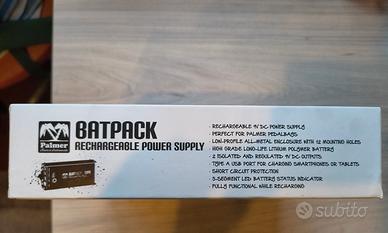 Palmer
BATPACK
RECHARGEABLE POWER SUPPLY
· RECHARGEABLE 9V DC POWER SUPPLY
· PERFECT FOR PALMER PEDALBAYS
· LOW-PROFILE ALL-METAL ENCLOSURE WITH 12 MOUNTING HOLES
· HIGH GRADE LONG-LIFE LITHIUM POLYMER BATTERY
· 2 ISOLATED AND REGULATED 9V DC OUTPUTS
· TYPE A USB PORT FOR CHARGING SMARTPHONES OR TABLETS
· SHORT CIRCUIT PROTECTION
· 5-SEGMENT LED BATTERY STATUS INDICATOR
· FULLY FUNCTIONAL WHILE RECHARGING
subito